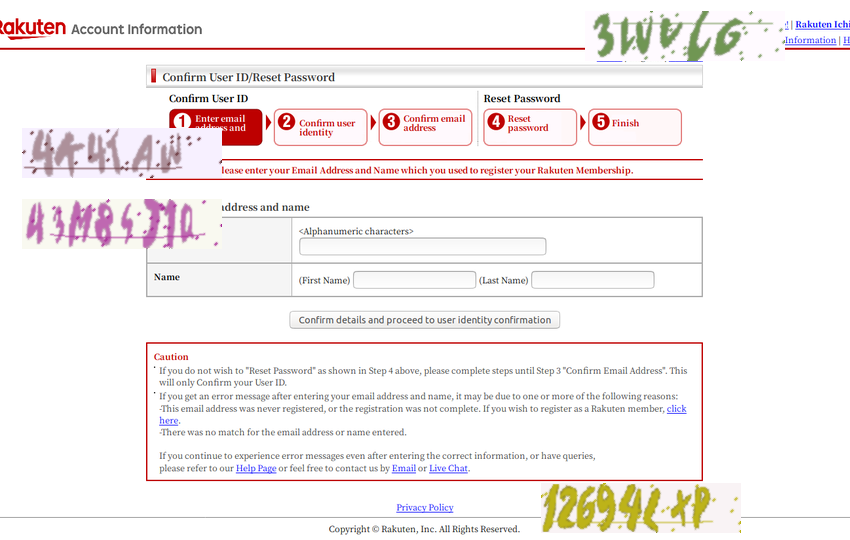 Rakuten Account Information
| Rakuten Ichi
Information | H
Confirm User ID/Reset Password
Confirm User ID
Reset Password
1 Enter email address and
2 Confirm user identity
3 Confirm email address
4 Reset password
5 Finish
lease enter your Email Address and Name which you used to register your Rakuten Membership.
address and name
<Alphanumeric characters>
Name
(First Name)
(Last Name)
Confirm details and proceed to user identity confirmation
Caution
If you do not wish to "Reset Password" as shown in Step 4 above, please complete steps until Step 3 "Confirm Email Address". This
will only Confirm your User ID.
If you get an error message after entering your email address and name, it may be due to one or more of the following reasons:
-This email address was never registered, or the registration was not complete. If you wish to register as a Rakuten member, click
here.
-There was no match for the email address or name entered.
If you continue to experience error messages even after entering the correct information, or have queries,
please refer to our Help Page or feel free to contact us by Email or Live Chat.
Privacy Policy
Copyright © Rakuten, Inc. All Rights Reserved.